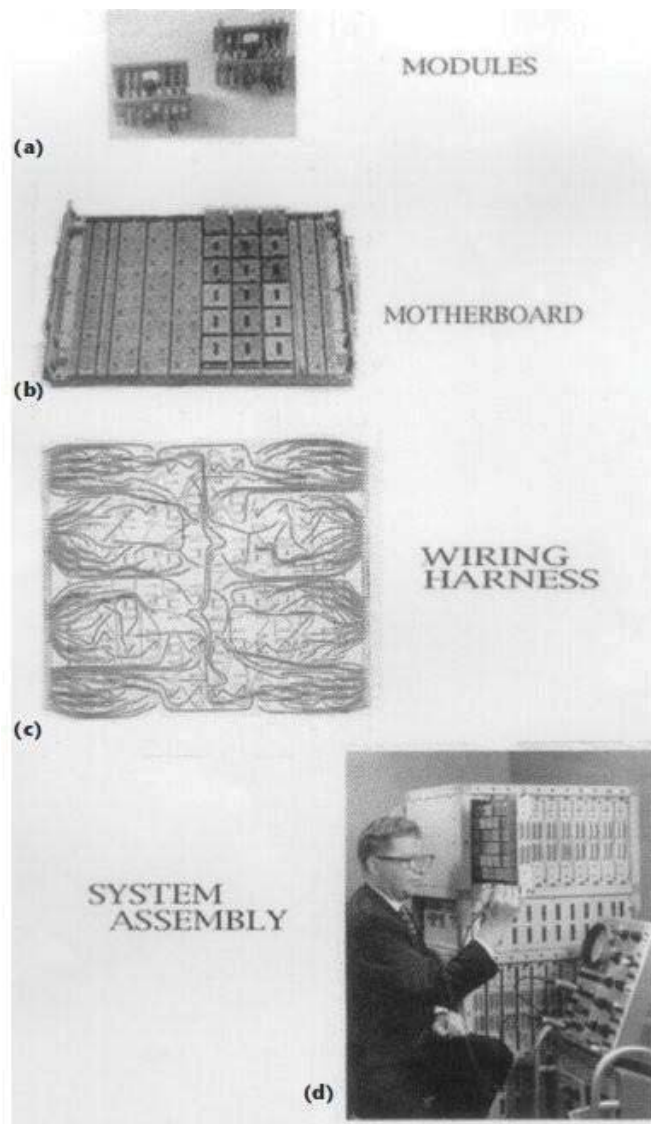 MODULES
(a)
MOTHERBOARD
(b)
WIRING
HARNESS
(c)
SYSTEM
ASSEMBLY
(d)